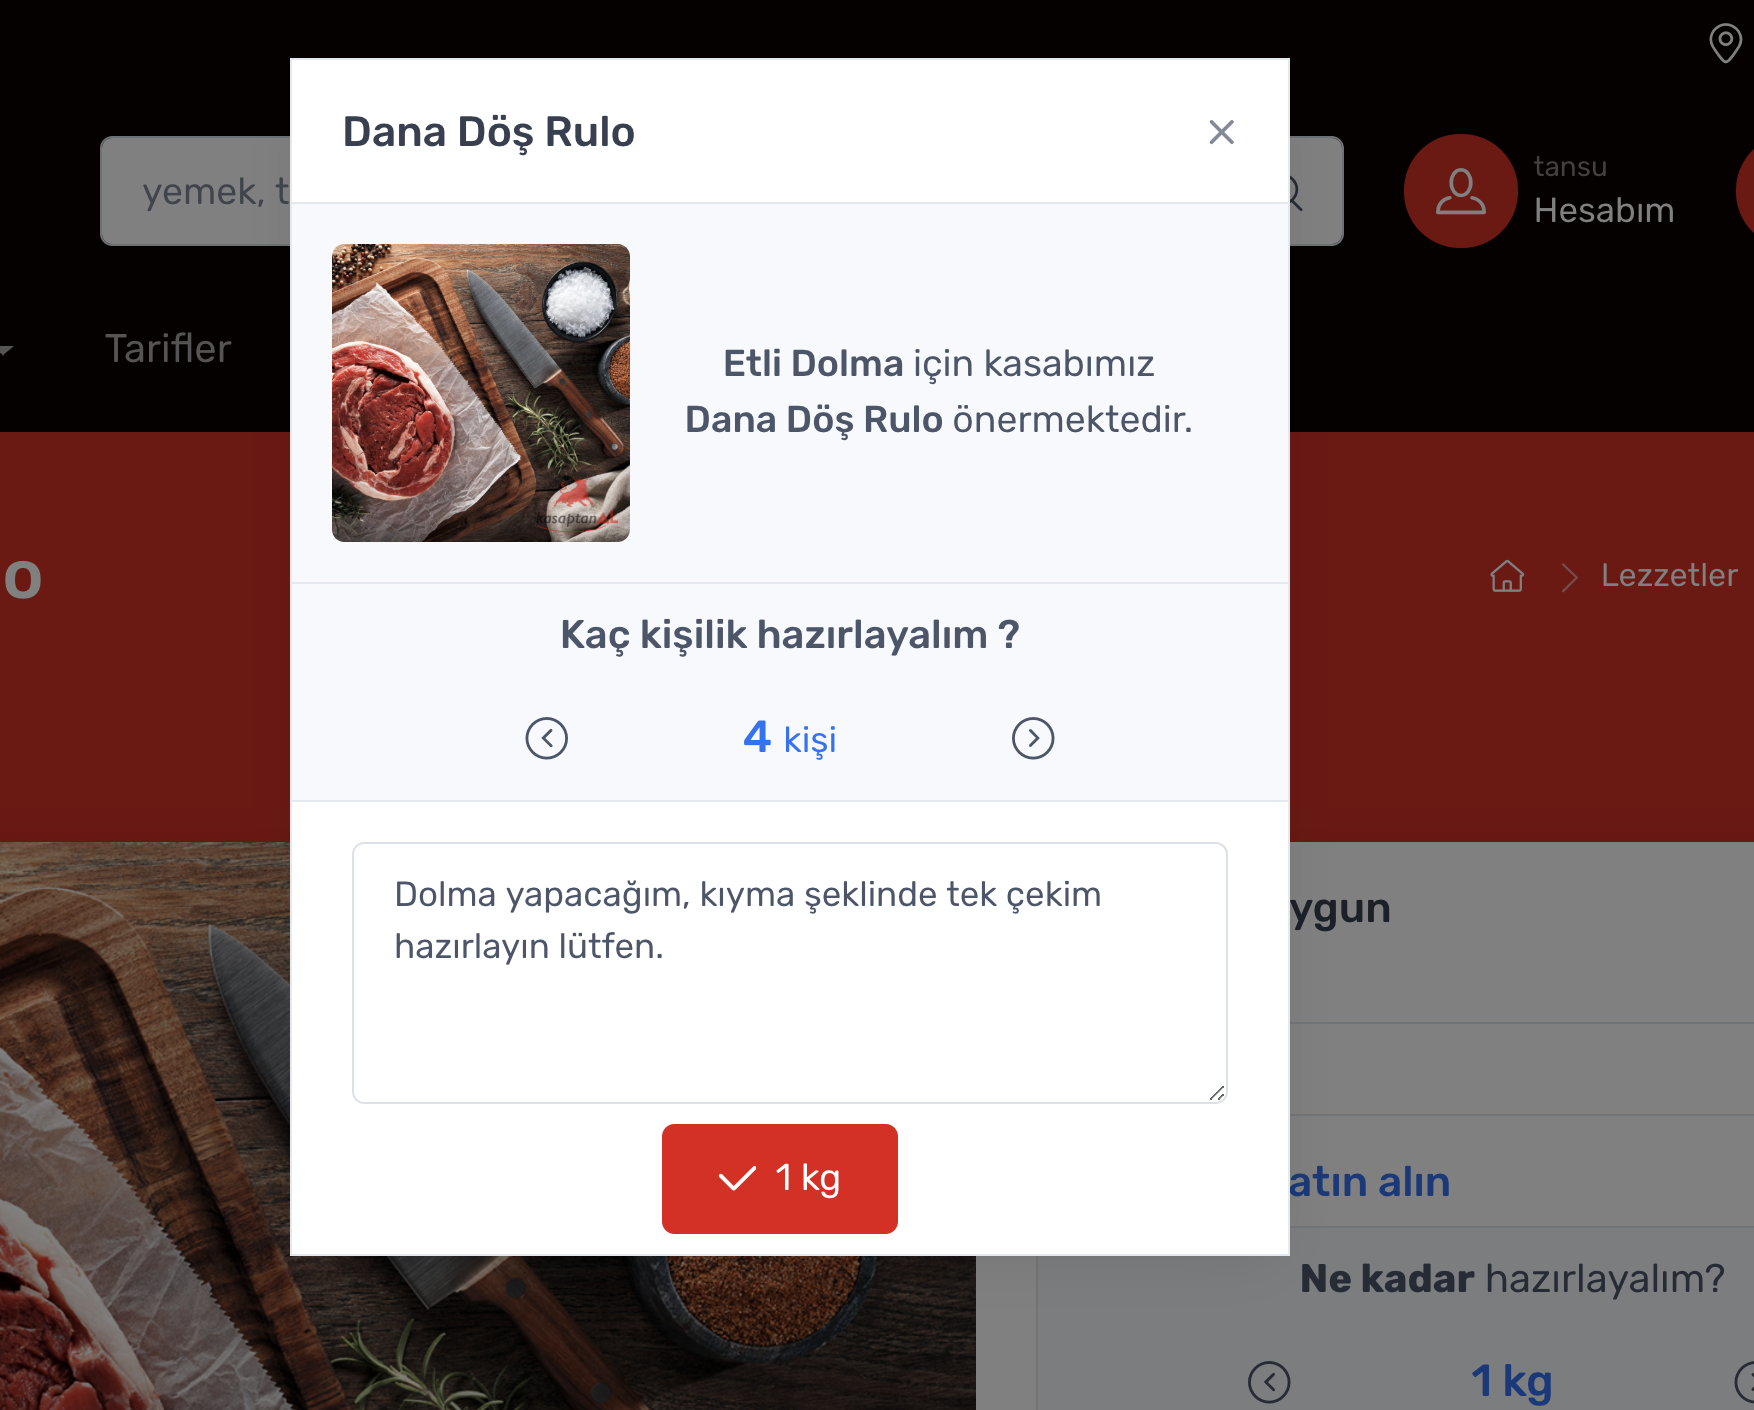 Dana Döş Rulo
yemek, t
tansu
Hesabım
Tarifler
Etli Dolma için kasabımız
Dana Döş Rulo önermektedir.
kasaptanAL
o
Lezzetler
Kaç kişilik hazırlayalım ?
4 kişi
Dolma yapacağım, kıyma şeklinde tek çekim
hazırlayın lütfen.
ygun
1 kg
atın alın
Ne kadar hazırlayalım?
1 kg